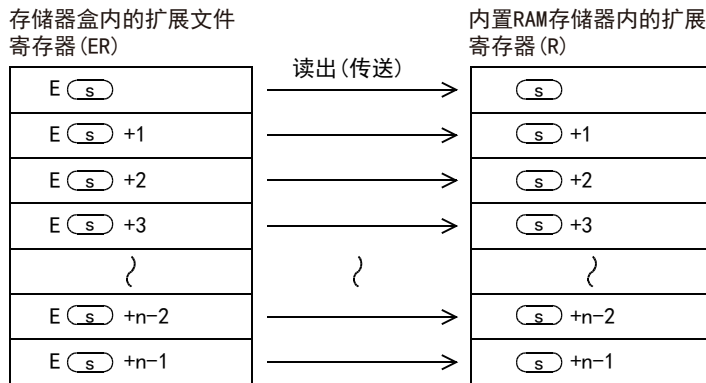 存储器盒内的扩展文件
寄存器(ER)
内置RAM存储器内的扩展
寄存器(R)
读出(传送)
E s
s
E s +1
s +1
E s +2
s +2
E s +3
s +3
E s +n-2
s +n-2
E s +n-1
s +n-1